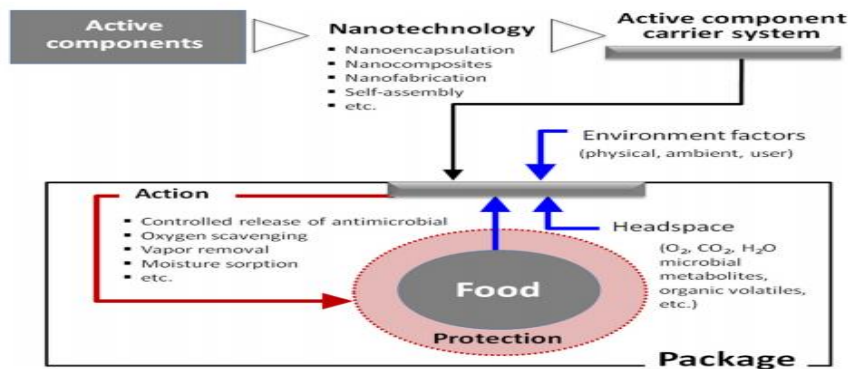 Active
components
Nanotechnology
▪ Nanoencapsulation
▪ Nanocomposites
▪ Nanofabrication
▪ Self-assembly
▪ etc.
Active component
carrier system
Environment factors
(physical, ambient, user)
Action
▪ Controlled release of antimicrobial
▪ Oxygen scavenging
▪ Vapor removal
▪ Moisture sorption
▪ etc.
Headspace
(O₂, CO₂, H₂O
microbial
metabolites,
organic volatiles,
etc.)
Food
Protection
Package